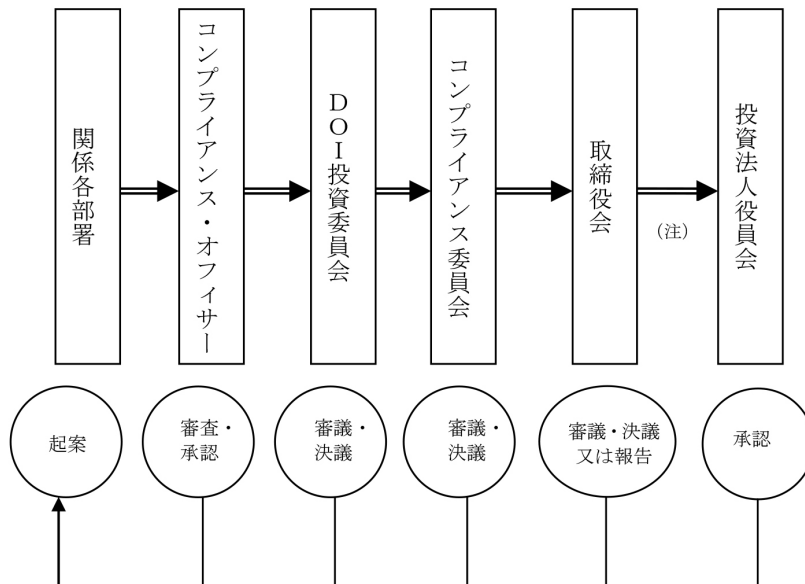 関係各部署
コンプライアンス・オフィサー
ＤＯＩ投資委員会
コンプライアンス委員会
取締役会
（注）
投資法人役員会
起案
審査・
承認
審議・
決議
審議・
決議
審議・決議
又は報告
承認